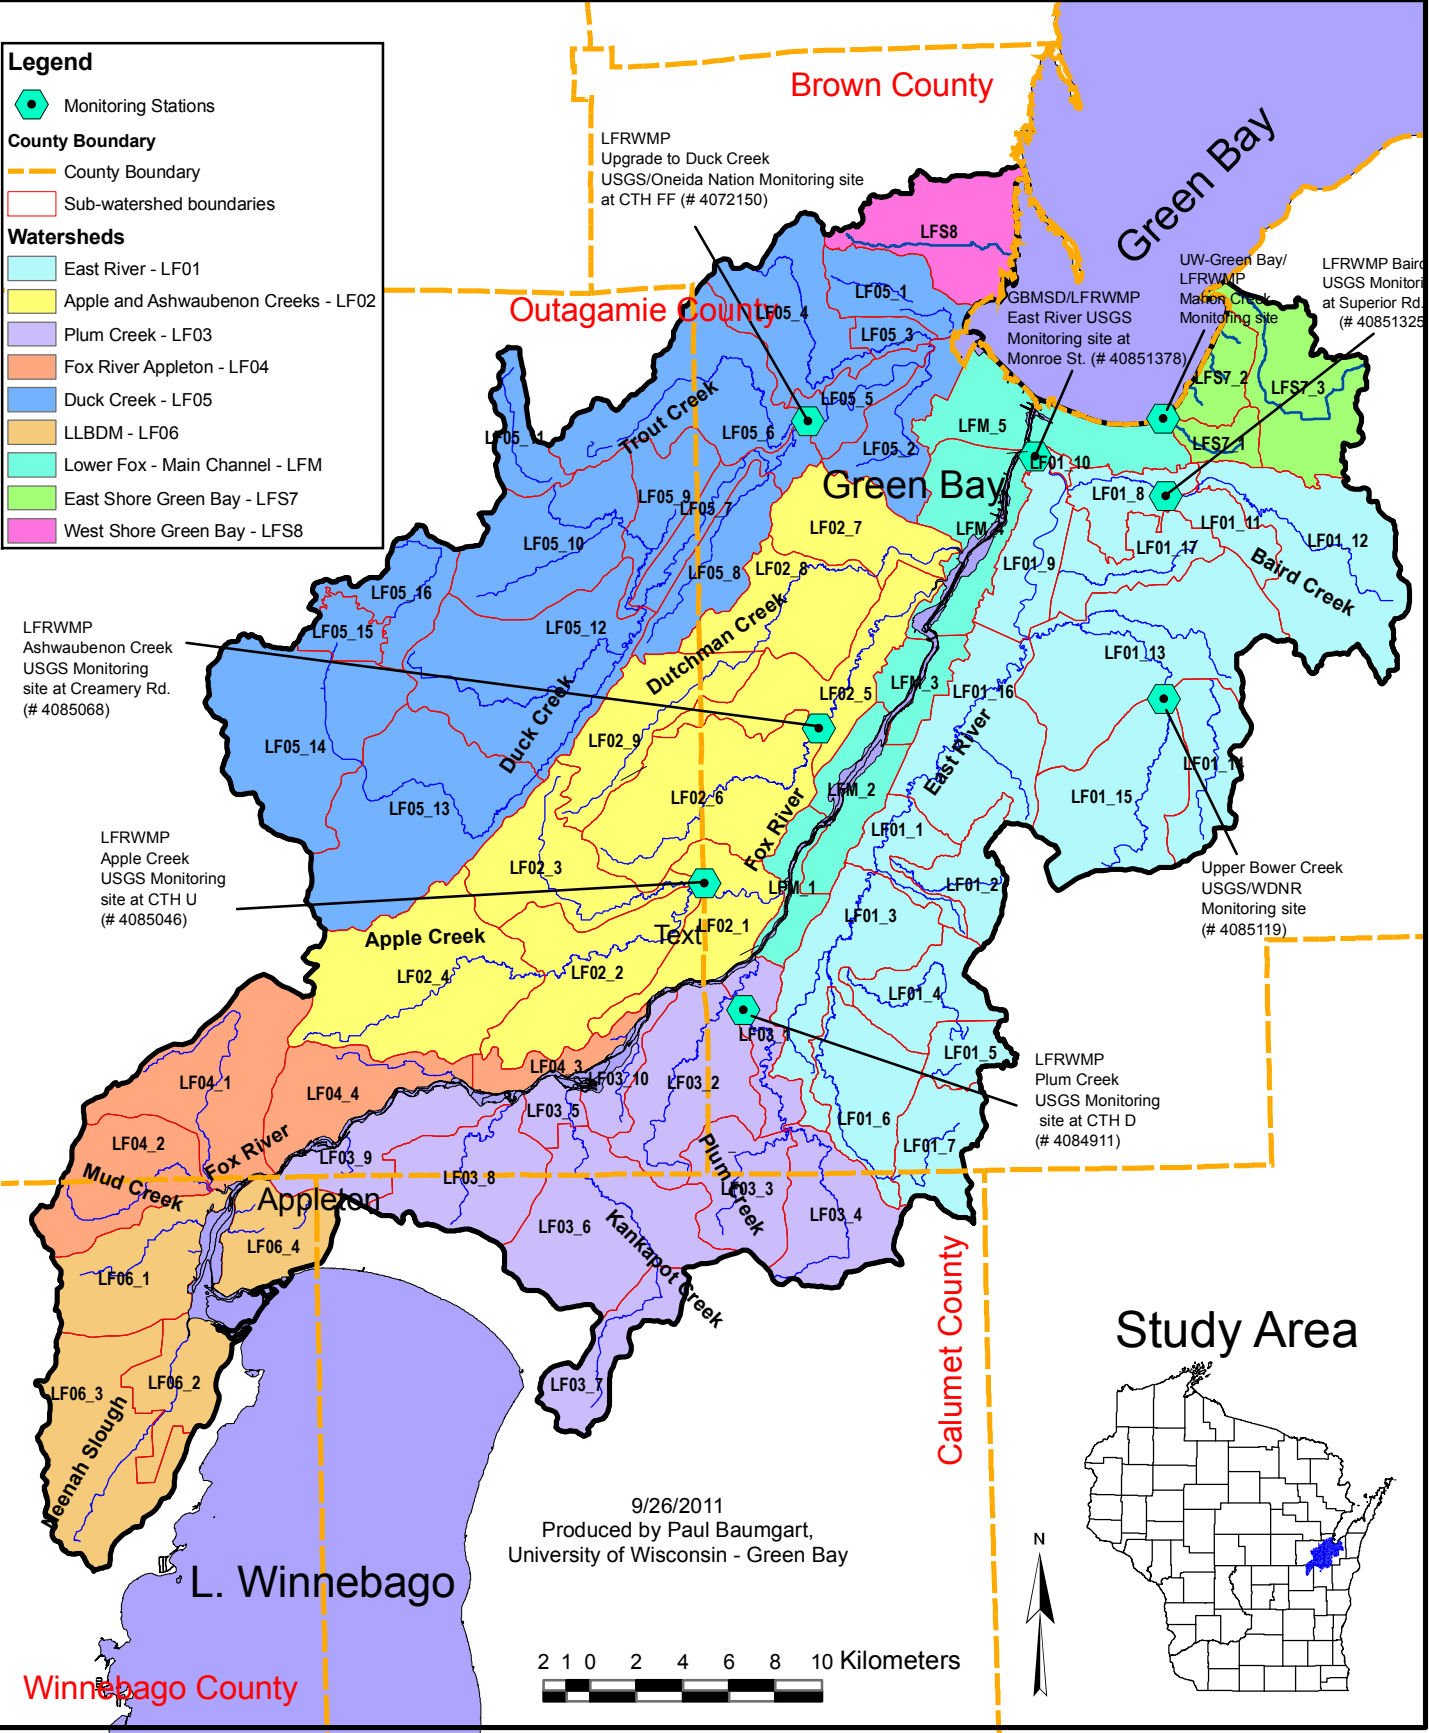 Legend
Monitoring Stations
County Boundary
County Boundary
Sub-watershed boundaries
Watersheds
East River - LF01
Apple and Ashwaubenon Creeks - LF02
Plum Creek - LF03
Fox River Appleton - LF04
Duck Creek - LF05
LLBDM - LF06
Lower Fox - Main Channel - LFM
East Shore Green Bay - LFS7
West Shore Green Bay - LFS8
Brown County
LFRWMP
Upgrade to Duck Creek
USGS/Oneida Nation Monitoring site
at CTH FF (# 4072150)
Green Bay
LFS8
UW-Green Bay/
LFRWMP
Mahon Creek
Monitoring site
LFRWMP Baird
USGS Monitori
at Superior Rd.
(# 40851325
GBMSD/LFRWMP
East River USGS
Monitoring site at
Monroe St. (# 40851378)
Outagamie County
LF05_1
LF05_4
LF05_3
LF05_5
LF05_6
LF05_2
LF05_11
Trout Creek
LF05_9
LF05_7
LF05_10
LF05_8
LF05_16
LF05_15
LF05_12
LF05_14
LF05_13
Duck Creek
LFS7_2
LFS7_3
LFS7_1
LFM_5
Green Bay
LF01_10
LF01_8
LF01_11
LF01_12
LF01_17
Baird Creek
LFM_4
LF01_9
LF02_7
LF02_8
Dutchman Creek
LF01_13
LFM_3
LF01_16
LF02_5
LF02_9
East River
LF01_14
LF01_15
LF02_6
LFM_2
Fox River
LF01_1
LF02_3
LFM_1
LF01_2
LF01_3
LFRWMP
Ashwaubenon Creek
USGS Monitoring
site at Creamery Rd.
(# 4085068)
LFRWMP
Apple Creek
USGS Monitoring
site at CTH U
(# 4085046)
Upper Bower Creek
USGS/WDNR
Monitoring site
(# 4085119)
Apple Creek
Text
LF02_1
LF02_4
LF02_2
LF01_4
LF03_1
LF01_5
LFRWMP
Plum Creek
USGS Monitoring
site at CTH D
(# 4084911)
LF04_1
LF04_4
LF04_3
LF03_10
LF03_2
LF03_5
LF01_6
LF01_7
LF04_2
Fox River
LF03_9
LF03_8
Mud Creek
Appleton
Plum Creek
LF03_3
LF03_4
LF03_6
Kankapot Creek
LF06_4
LF06_1
LF06_3
LF06_2
LF03_7
Neenah Slough
Calumet County
Study Area
9/26/2011
Produced by Paul Baumgart,
University of Wisconsin - Green Bay
N
L. Winnebago
Winnebago County
2 1 0 2 4 6 8 10 Kilometers